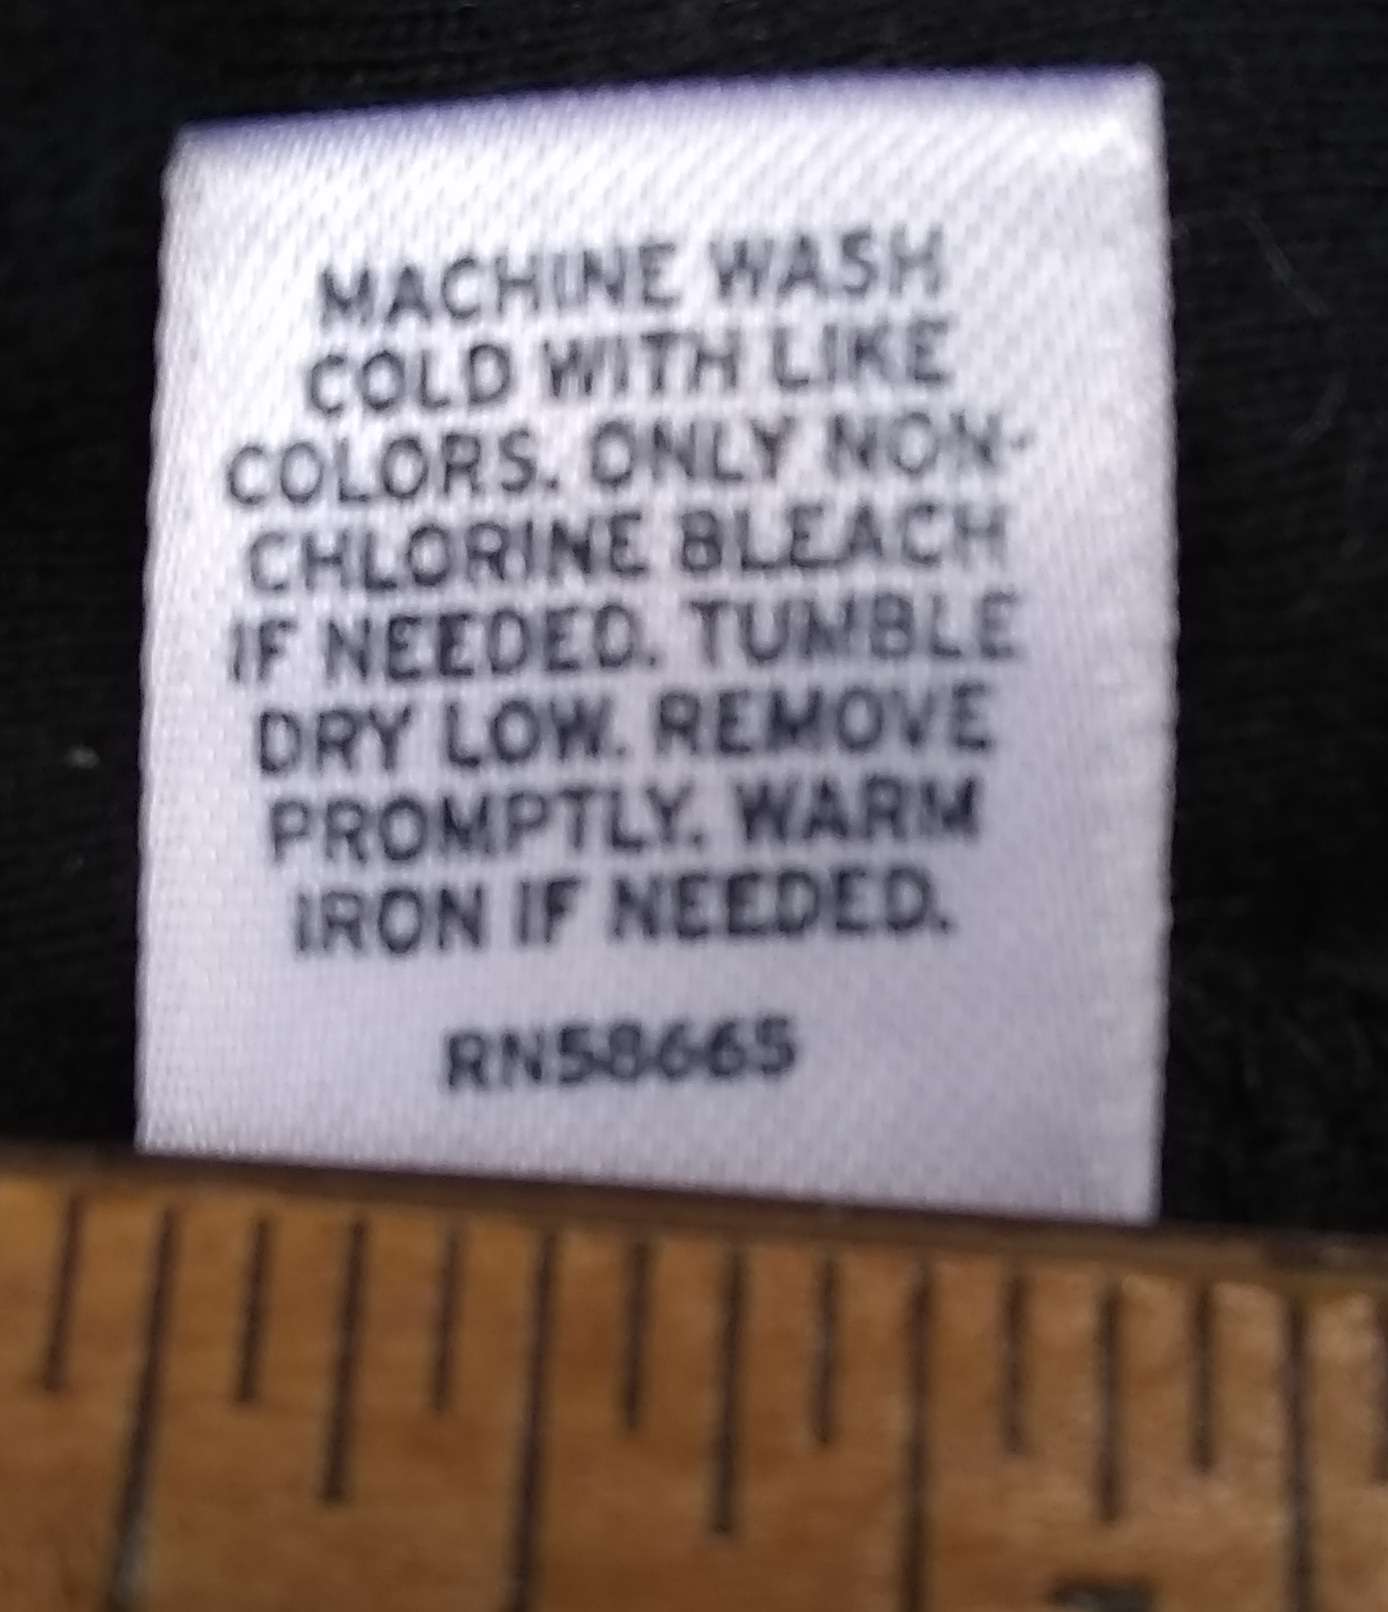 MACHINE WASH
COLD WITH LIKE
COLORS. ONLY NON-
CHLORINE BLEACH
IF NEEDED. TUMBLE
DRY LOW. REMOVE
PROMPTLY. WARM
IRON IF NEEDED.
RN58665